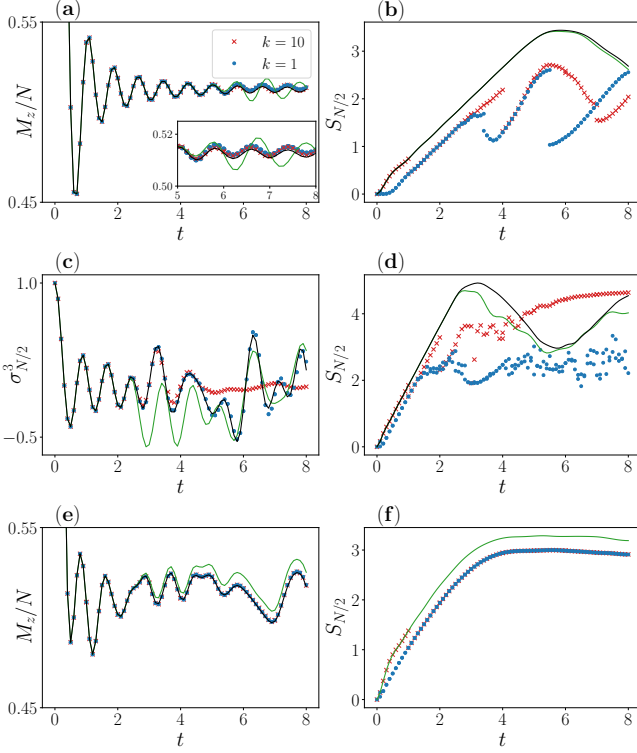 (a)
0.55
0.45
M_z/N
× k = 10
• k = 1
0.51
0.50
5 6 7 8
0 2 4 6 8
t
(b)
3
2
1
0
S_{N/2}
0 2 4 6 8
t
(c)
1.0
−0.5
σ^3_{N/2}
0 2 4 6 8
t
(d)
4
2
0
S_{N/2}
0 2 4 6 8
t
(e)
0.55
0.45
M_z/N
0 2 4 6 8
t
(f)
3
2
1
0
S_{N/2}
0 2 4 6 8
t